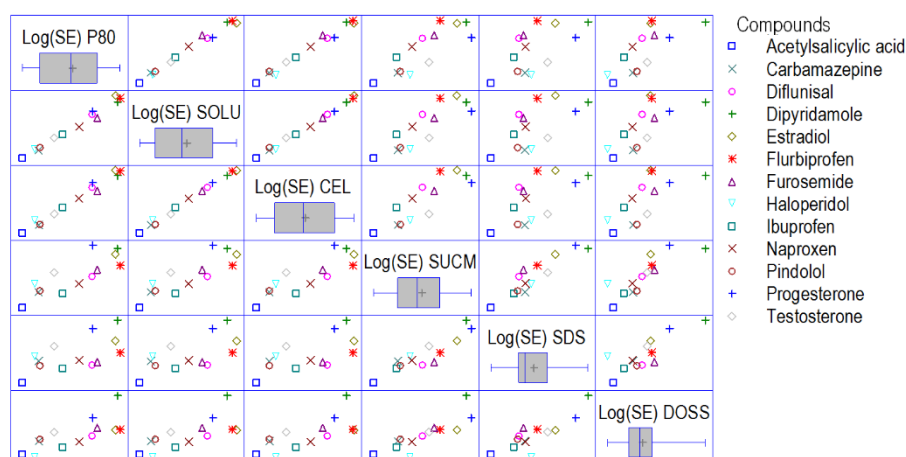 Log(SE) P80
Log(SE) SOLU
Log(SE) CEL
Log(SE) SUCM
Log(SE) SDS
Log(SE) DOSS
Compounds
Acetylsalicylic acid
Carbamazepine
Diflunisal
Dipyridamole
Estradiol
Flurbiprofen
Furosemide
Haloperidol
Ibuprofen
Naproxen
Pindolol
Progesterone
Testosterone